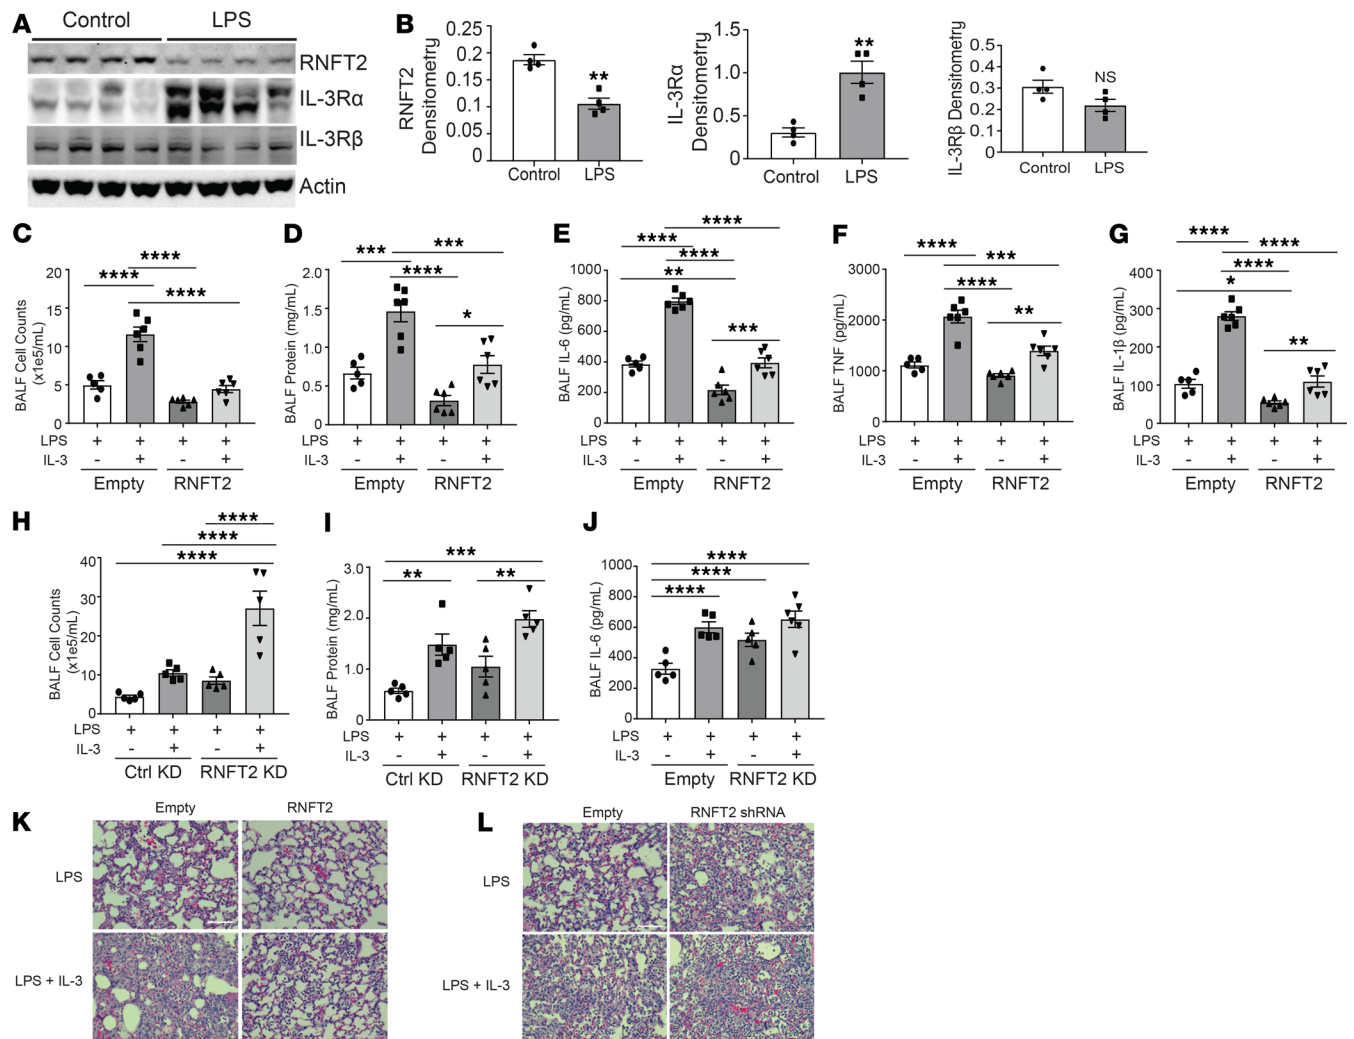 A
Control LPS
RNFT2
IL-3Rα
IL-3Rβ
Actin
B
RNFT2
Densitometry
0.25
0.2
0.15
0.1
0.05
0
**
Control LPS
IL-3Rα
Densitometry
1.5
1.0
0.5
0
**
Control LPS
IL-3Rβ Densitometry
0.5
0.4
0.3
0.2
0.1
0
NS
Control LPS
C
BALF Cell Counts
(x1e5/mL)
20
15
10
5
0
****
****
****
LPS + + + +
IL-3 - + - +
Empty RNFT2
D
BALF Protein (mg/mL)
2.0
1.5
1.0
0.5
0
*** ***
****
*
+ + + +
- + - +
Empty RNFT2
E
BALF IL-6 (pg/mL)
1000
800
600
400
200
0
****
****
****
**
***
LPS + + + +
IL-3 - + - +
Empty RNFT2
F
BALF TNF (pg/mL)
3000
2000
1000
0
****
***
****
**
+ + + +
- + - +
Empty RNFT2
G
BALF IL-1β (pg/mL)
400
300
200
100
0
****
****
****
*
**
LPS + + + +
IL-3 - + - +
Empty RNFT2
H
BALF Cell Counts
(x1e5/mL)
40
30
20
10
0
****
****
****
LPS + + + +
IL-3 - + - +
Ctrl KD RNFT2 KD
I
BALF Protein (mg/mL)
3.0
2.0
1.0
0
***
** **
LPS + + + +
IL-3 - + - +
Ctrl KD RNFT2 KD
J
BALF IL-6 (pg/mL)
1000
800
600
400
200
0
****
****
****
LPS + + + +
IL-3 - + - +
Empty RNFT2 KD
K
Empty RNFT2
LPS
LPS + IL-3
L
Empty RNFT2 shRNA
LPS
LPS + IL-3